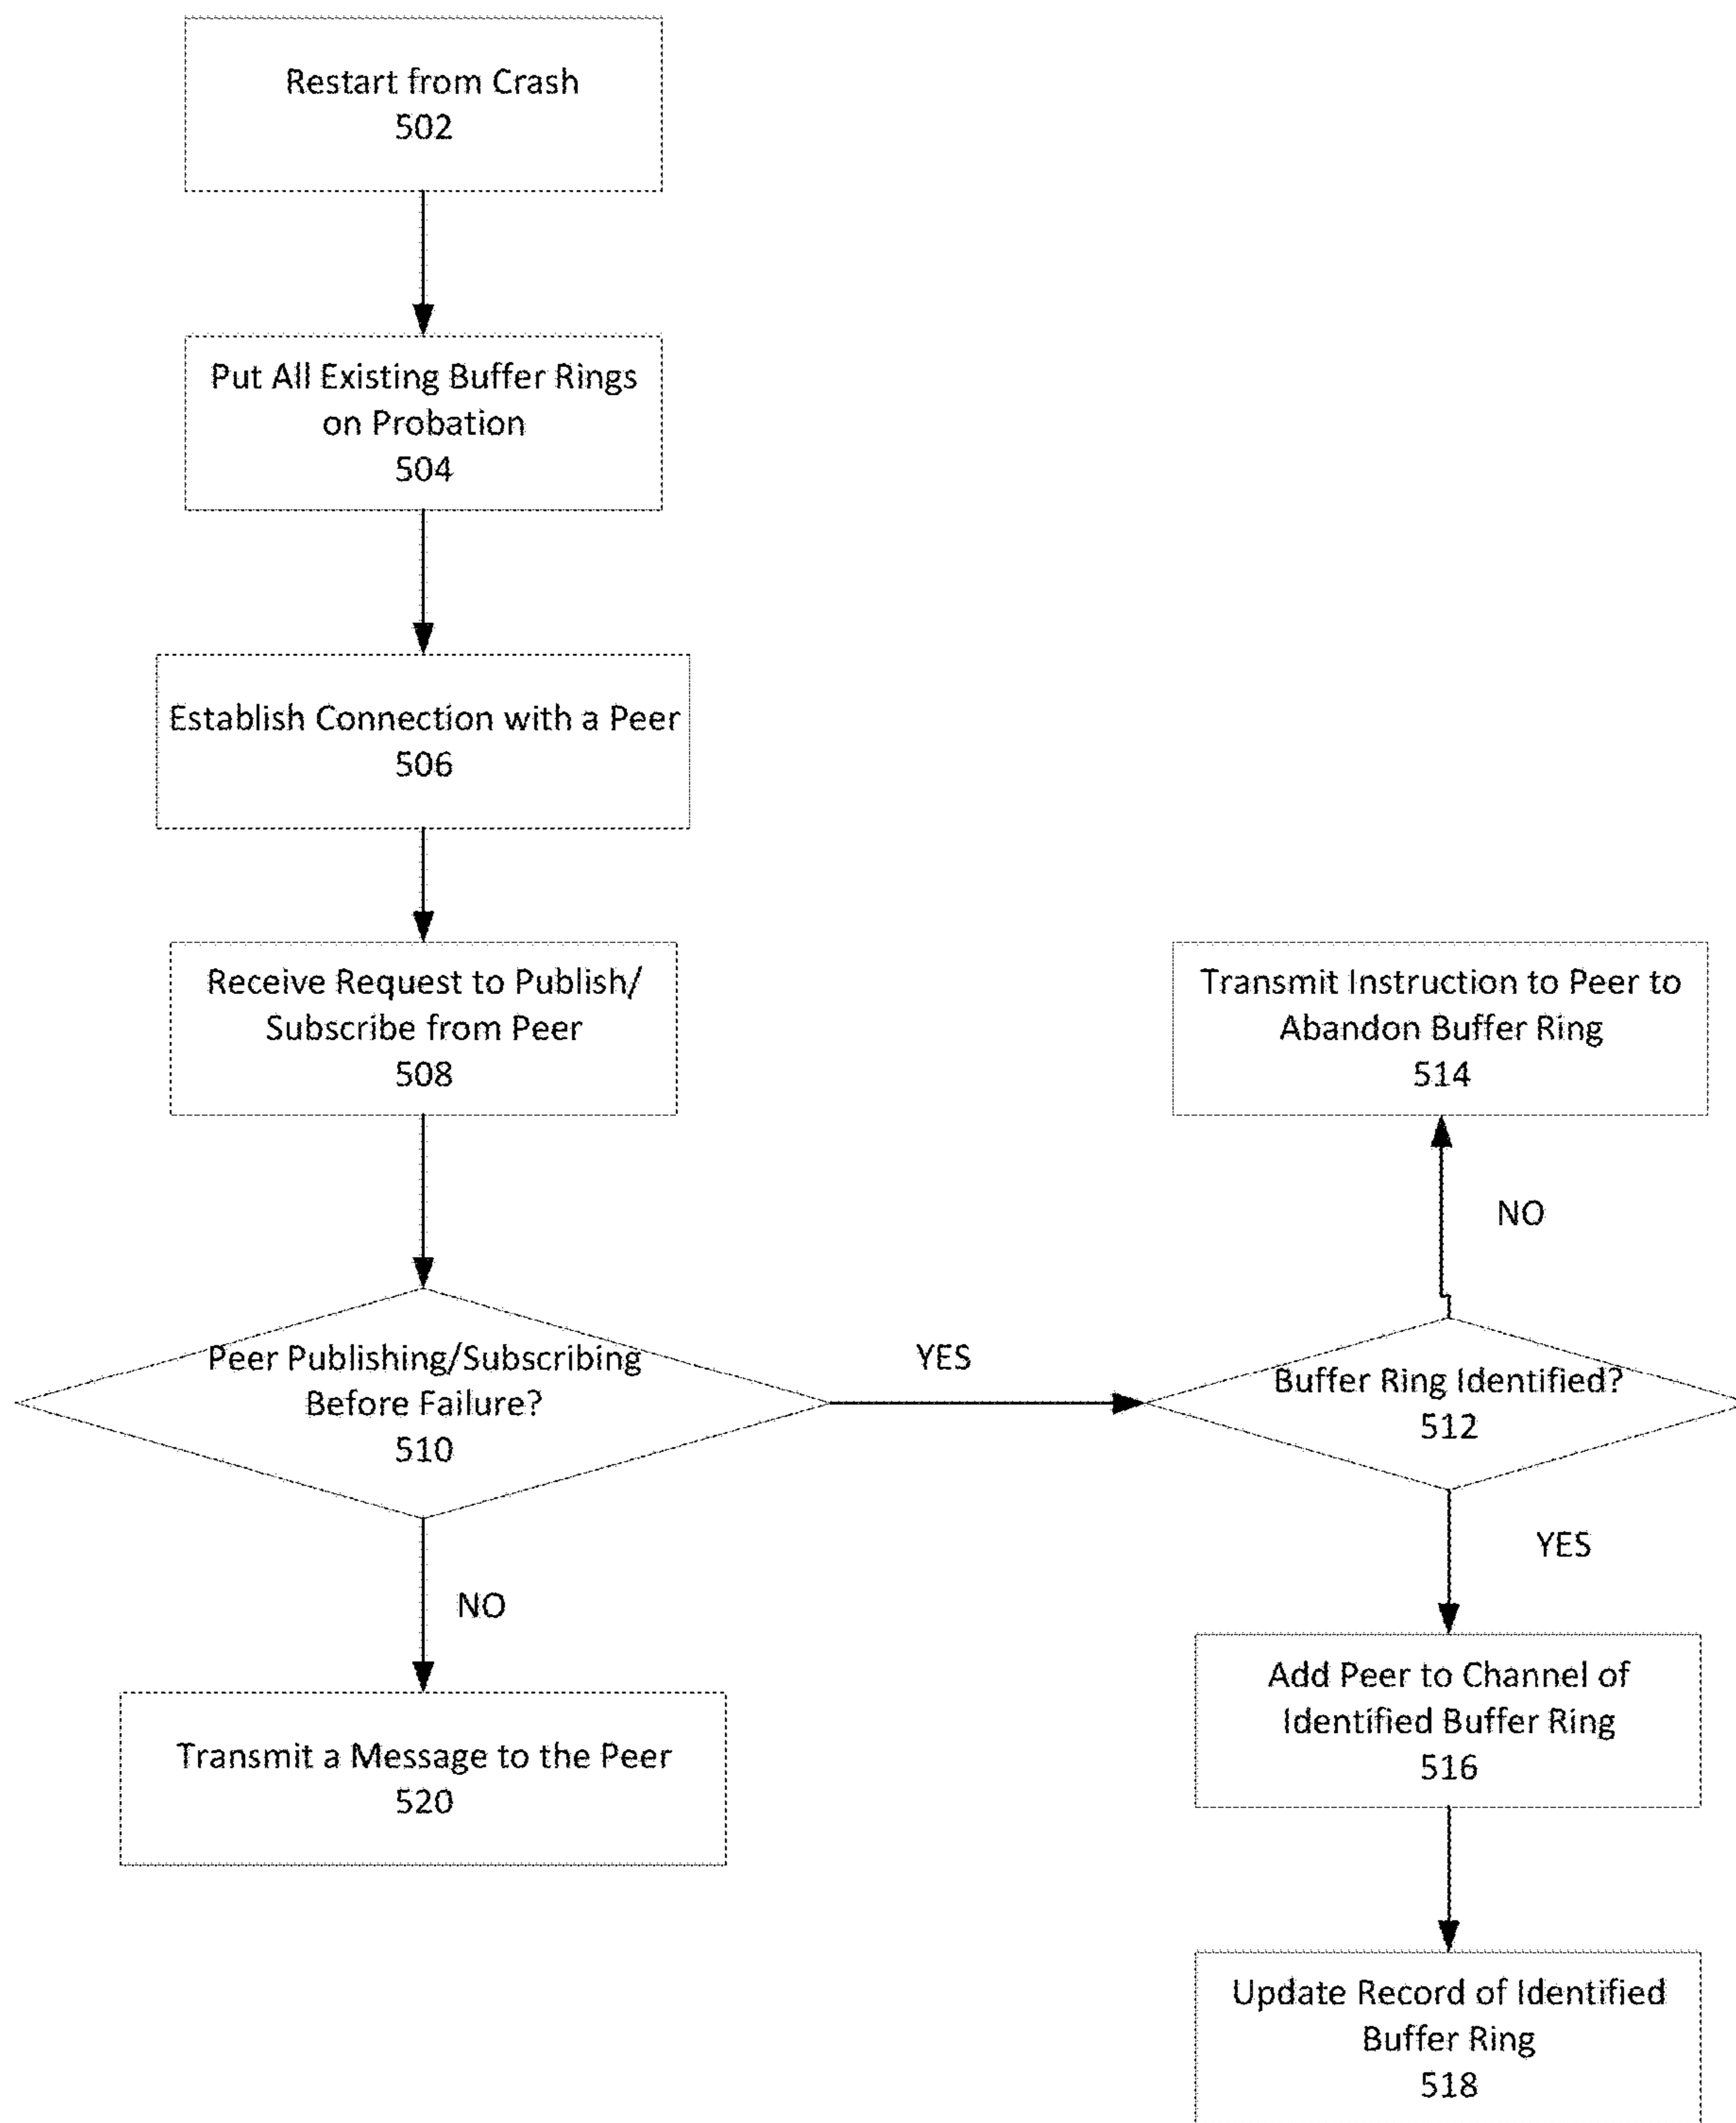 Restart from Crash
502
Put All Existing Buffer Rings
on Probation
504
Establish Connection with a Peer
506
Receive Request to Publish/
Subscribe from Peer
508
Peer Publishing/Subscribing
Before Failure?
510
YES
NO
Transmit a Message to the Peer
520
Buffer Ring Identified?
512
NO
Transmit Instruction to Peer to
Abandon Buffer Ring
514
YES
Add Peer to Channel of
Identified Buffer Ring
516
Update Record of Identified
Buffer Ring
518